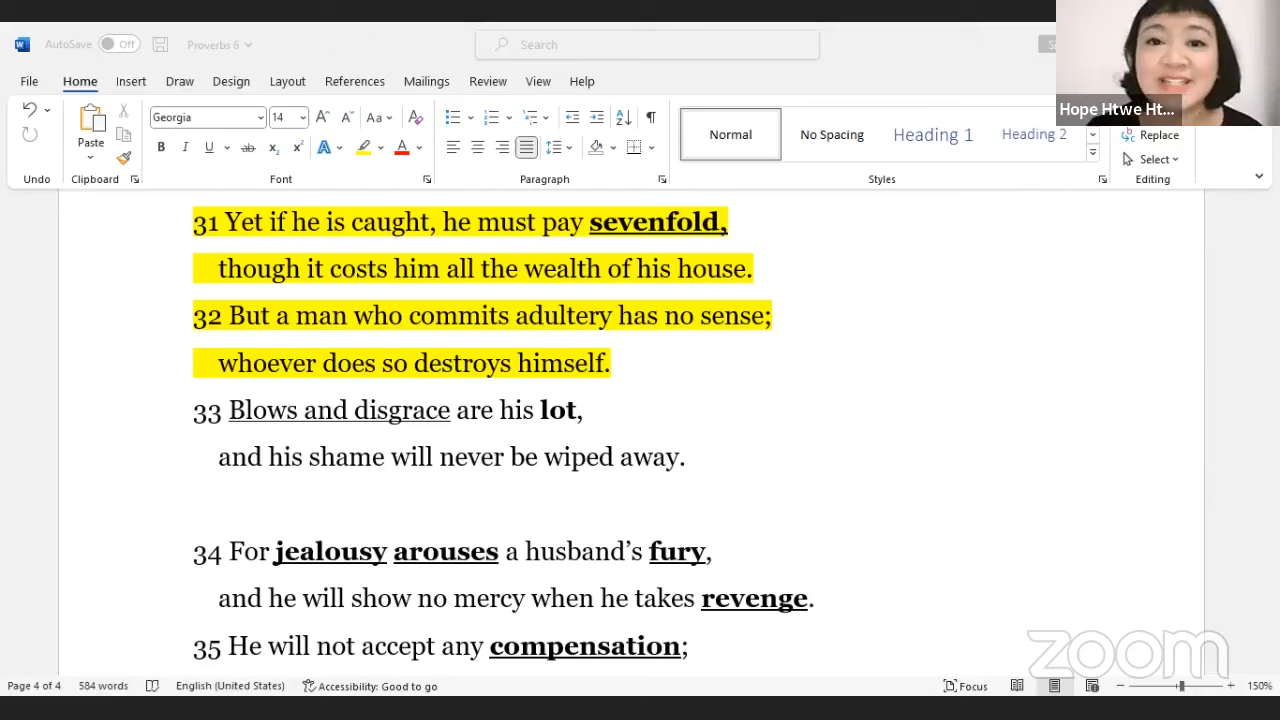 AutoSave Off Proverbs 6 Search
File Home Insert Draw Design Layout References Mailings Review View Help
Hope Htwe Ht...
Georgia 14 Aa
Paste
Normal No Spacing Heading 1 Heading 2
Replace
Select
Undo Clipboard Font Paragraph Styles Editing
31 Yet if he is caught, he must pay sevenfold,
though it costs him all the wealth of his house.
32 But a man who commits adultery has no sense;
whoever does so destroys himself.
33 Blows and disgrace are his lot,
and his shame will never be wiped away.
34 For jealousy arouses a husband’s fury,
and he will show no mercy when he takes revenge.
35 He will not accept any compensation;
zoom
Page 4 of 4 584 words English (United States) Accessibility: Good to go Focus 150%